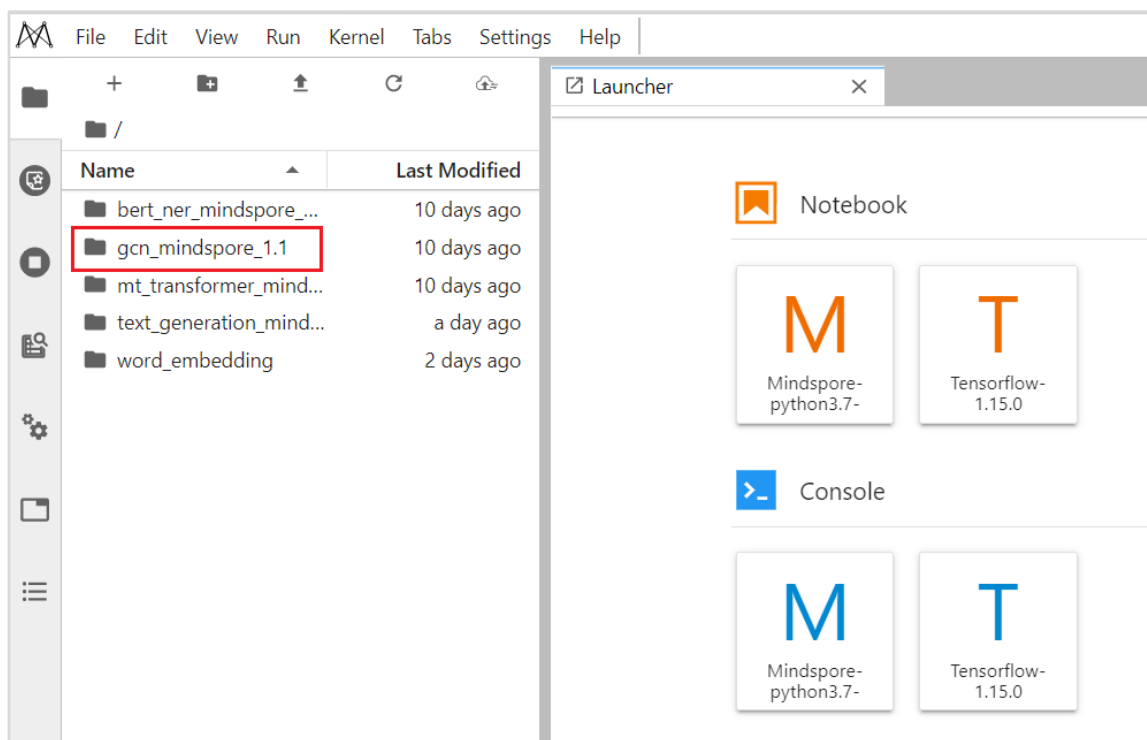 File Edit View Run Kernel Tabs Settings Help
Launcher
/
Name Last Modified
bert_ner_mindspore_... 10 days ago
gcn_mindspore_1.1 10 days ago
mt_transformer_mind... 10 days ago
text_generation_mind... a day ago
word_embedding 2 days ago
Notebook
M T
Mindspore- Tensorflow-
python3.7- 1.15.0
Console
M T
Mindspore- Tensorflow-
python3.7- 1.15.0